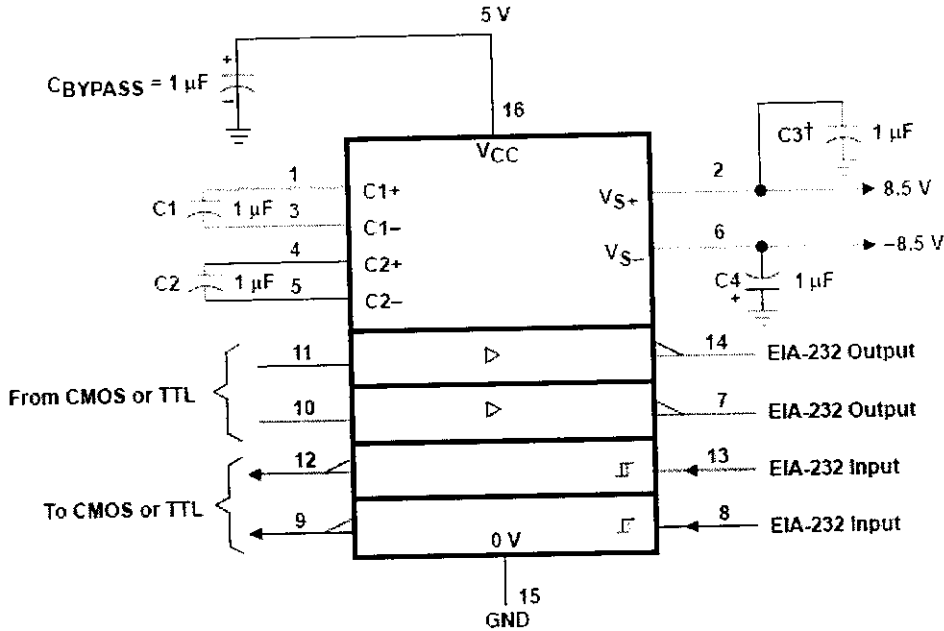 5 V
+
CBYPASS = 1 µF
–
16
VCC
C3†
1 µF
1
C1+
VS+
2
8.5 V
C1
1 µF
3
C1–
4
C2+
VS–
6
–8.5 V
C2
1 µF
5
C2–
C4
+
1 µF
11
14
EIA-232 Output
From CMOS or TTL
10
7
EIA-232 Output
12
13
EIA-232 Input
To CMOS or TTL
9
8
EIA-232 Input
0 V
15
GND